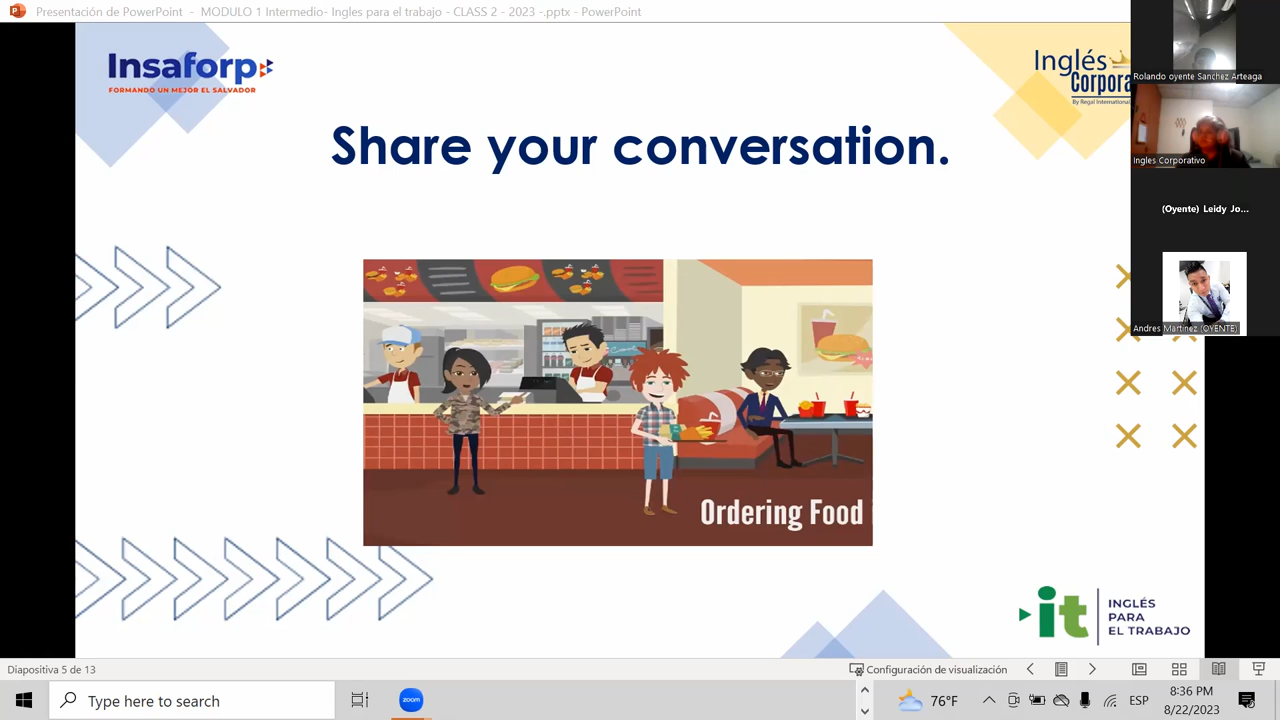 Presentación de PowerPoint - MODULO 1 Intermedio- Ingles para el trabajo - CLASS 2 - 2023 -.pptx - PowerPoint
Insaforp
FORMANDO UN MEJOR EL SALVADOR
Inglés
Corpora
By Regal International
Rolando oyente Sanchez Arteaga
Ingles Corporativo
(Oyente) Leidy Jo...
Andres Martinez (OYENTE)
Share your conversation.
Ordering Food
it
INGLÉS
PARA
EL TRABAJO
Diapositiva 5 de 13
Configuración de visualización
Type here to search
zoom
76°F
ESP
8:36 PM
8/22/2023